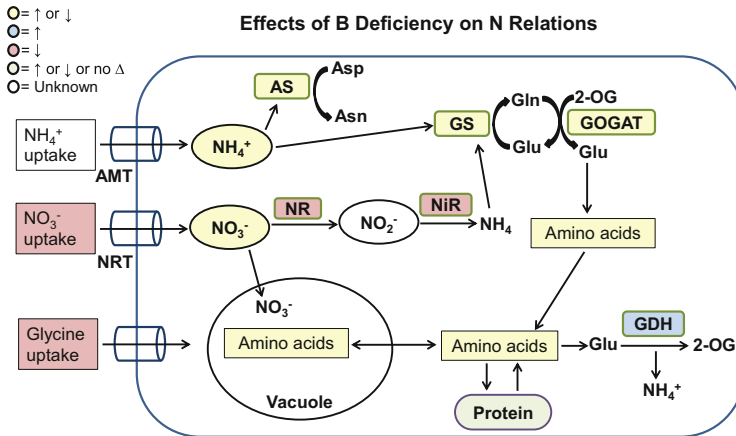 Effects of B Deficiency on N Relations
= ↑ or ↓
= ↑
= ↓
= ↑ or ↓ or no Δ
= Unknown
NH₄⁺
uptake
AMT
NH₄⁺
AS
Asp
Asn
GS
Gln
Glu
2-OG
GOGAT
Glu
NO₃⁻
uptake
NRT
NO₃⁻
NR
NO₂⁻
NiR
NH₄
Amino acids
Glycine
uptake
NO₃⁻
Amino acids
Vacuole
Amino acids
Glu
GDH
2-OG
NH₄⁺
Protein